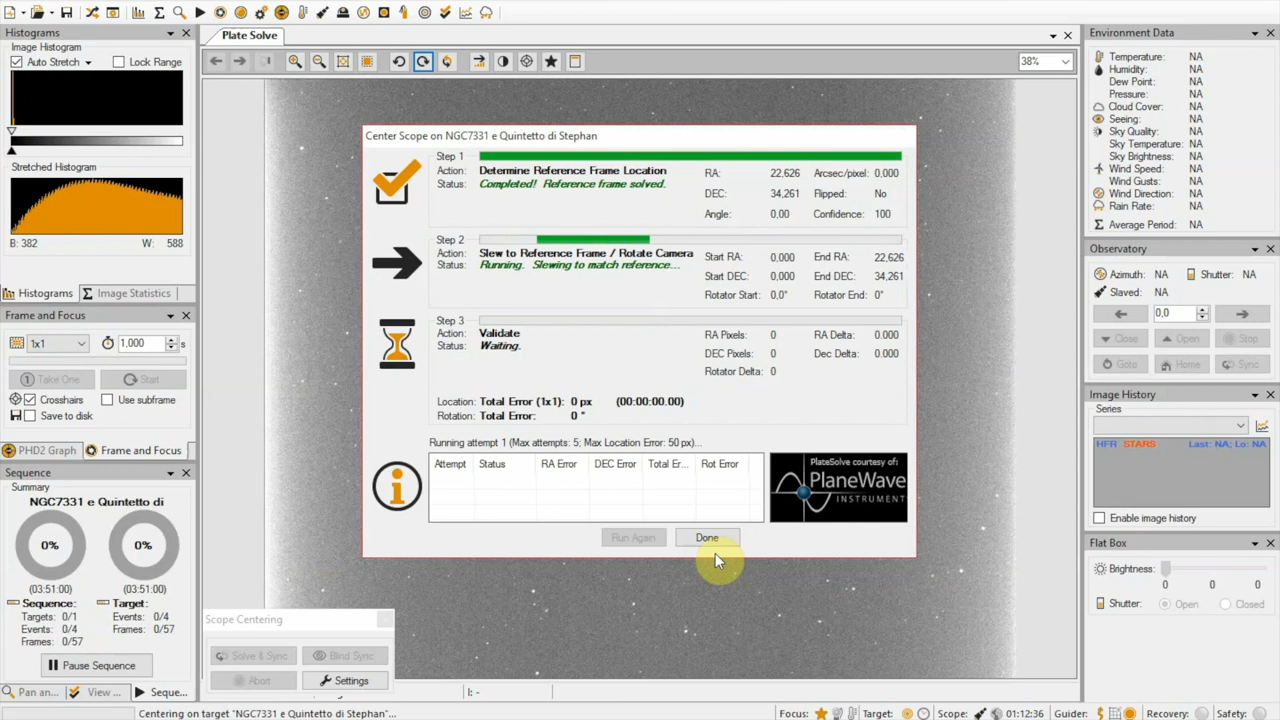 Histograms
Image Histogram
Auto Stretch
Lock Range
Stretched Histogram
B: 382
W: 588
Histograms
Image Statistics
Frame and Focus
1x1
1,000
s
Take One
Start
Crosshairs
Use subframe
Save to disk
PHD2 Graph
Frame and Focus
Sequence
Summary
NGC7331 e Quintetto di
0%
0%
(03:51:00)
(03:51:00)
Sequence:
Target:
Targets: 0/1
Events: 0/4
Events: 0/4
Frames: 0/57
Frames: 0/57
Pause Sequence
Pan an...
View ...
Seque...
Plate Solve
38%
Center Scope on NGC7331 e Quintetto di Stephan
Step 1
Action: Determine Reference Frame Location
Status: Completed! Reference frame solved.
RA: 22,626
Arcsec/pixel: 0,000
DEC: 34,261
Flipped: No
Angle: 0,00
Confidence: 100
Step 2
Action: Slew to Reference Frame / Rotate Camera
Status: Running. Slewing to match reference...
Start RA: 0,000
End RA: 22,626
Start DEC: 0,000
End DEC: 34,261
Rotator Start: 0,0°
Rotator End: 0°
Step 3
Action: Validate
Status: Waiting.
RA Pixels: 0
RA Delta: 0.000
DEC Pixels: 0
Dec Delta: 0.000
Rotator Delta: 0
Location: Total Error (1x1): 0 px (00:00:00.00)
Rotation: Total Error: 0 °
Running attempt 1 (Max attempts: 5; Max Location Error: 50 px)...
Attempt Status RA Error DEC Error Total Er... Rot Error
PlateSolve courtesy of:
PlaneWave
INSTRUMENT
Run Again
Done
Scope Centering
Solve & Sync
Blind Sync
Abort
Settings
I: -
Environment Data
Temperature: NA
Humidity: NA
Dew Point: NA
Pressure: NA
Cloud Cover: NA
Seeing: NA
Sky Quality: NA
Sky Temperature: NA
Sky Brightness: NA
Wind Speed: NA
Wind Gusts: NA
Wind Direction: NA
Rain Rate: NA
Average Period: NA
Observatory
Azimuth: NA
Shutter: NA
Slaved: NA
0,0
Close
Open
Stop
Goto
Home
Sync
Image History
Series
HFR STARS
Last: NA; Lo: NA
Enable image history
Flat Box
Brightness:
0 0 0
Shutter:
Open
Closed
Centering on target "NGC7331 e Quintetto di Stephan"...
Focus:
Target:
Scope:
01:12:36
Guider:
Recovery:
Safety: